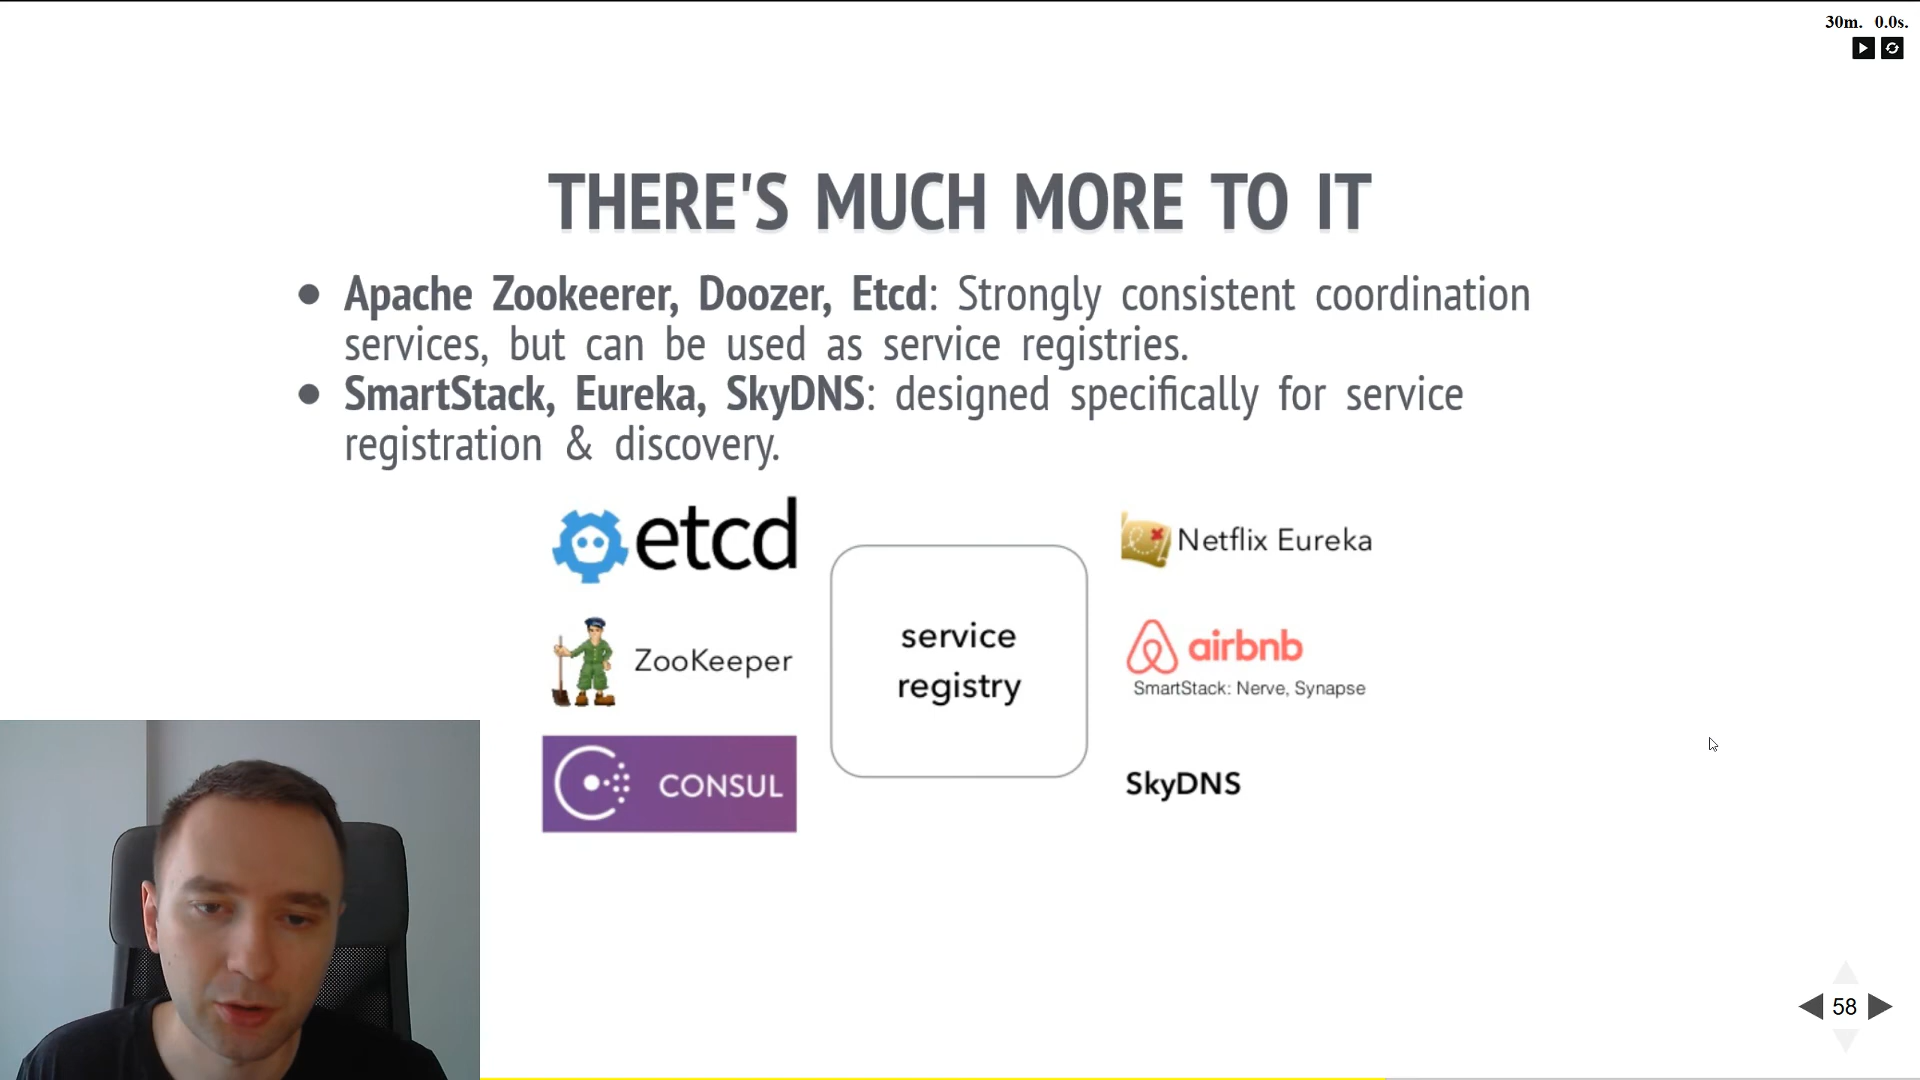 30m. 0.0s.
THERE'S MUCH MORE TO IT
Apache Zookeerer, Doozer, Etcd: Strongly consistent coordination
services, but can be used as service registries.
SmartStack, Eureka, SkyDNS: designed specifically for service
registration & discovery.
etcd
ZooKeeper
CONSUL
service
registry
Netflix Eureka
airbnb
SmartStack: Nerve, Synapse
SkyDNS
58